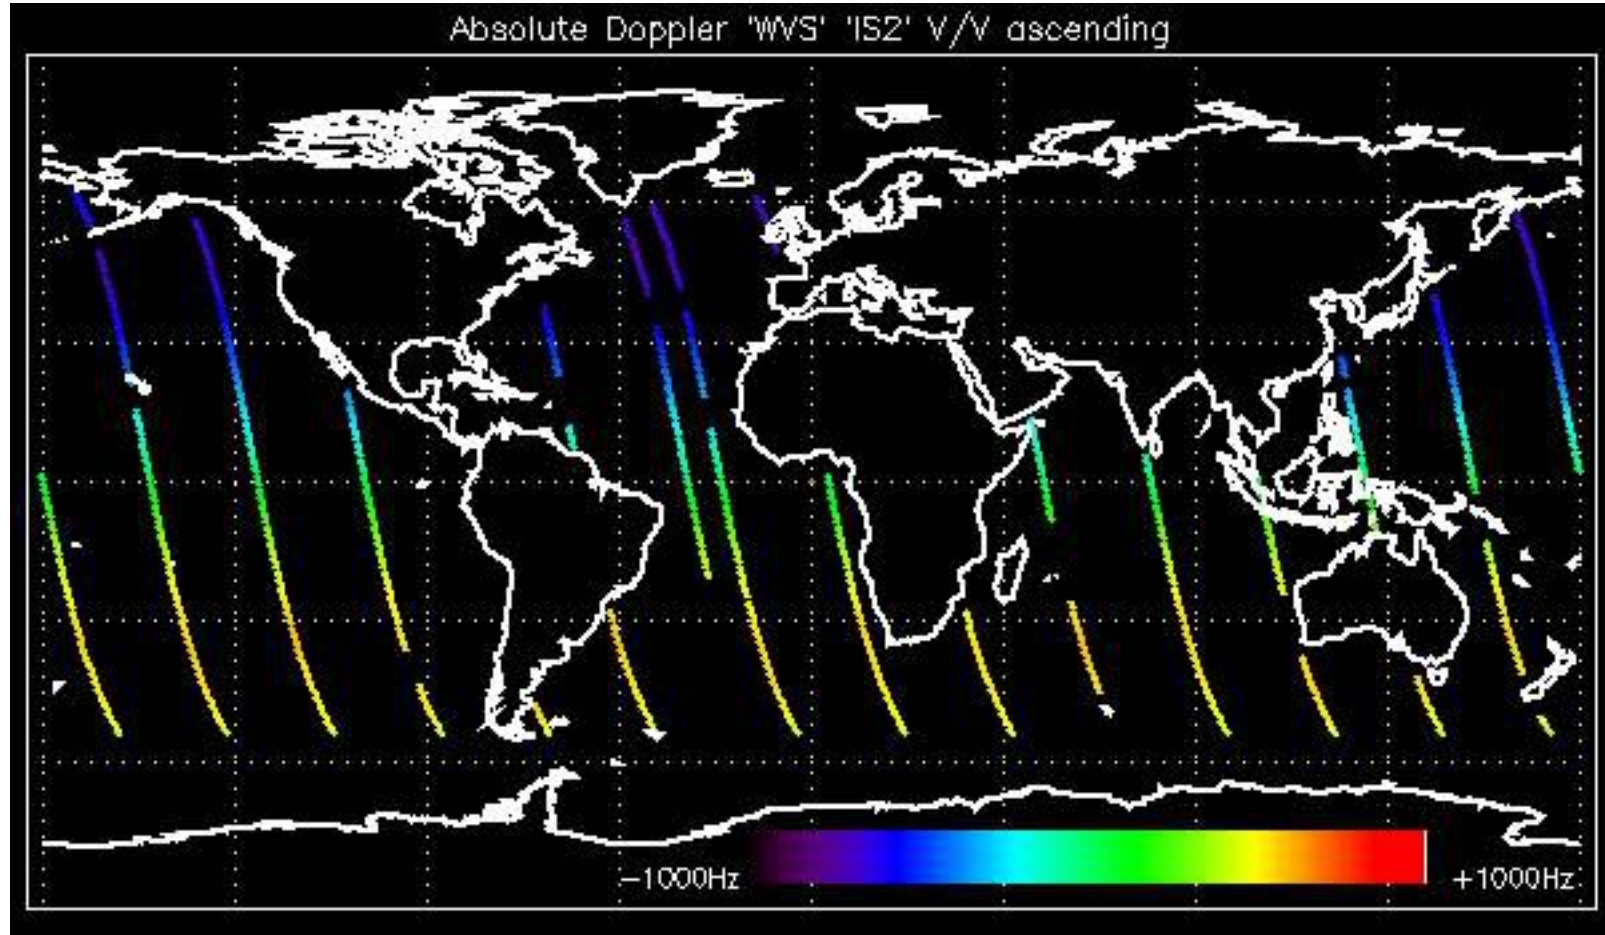 Absolute Doppler 'WVS' 'IS2' V/V ascending
−1000Hz +1000Hz